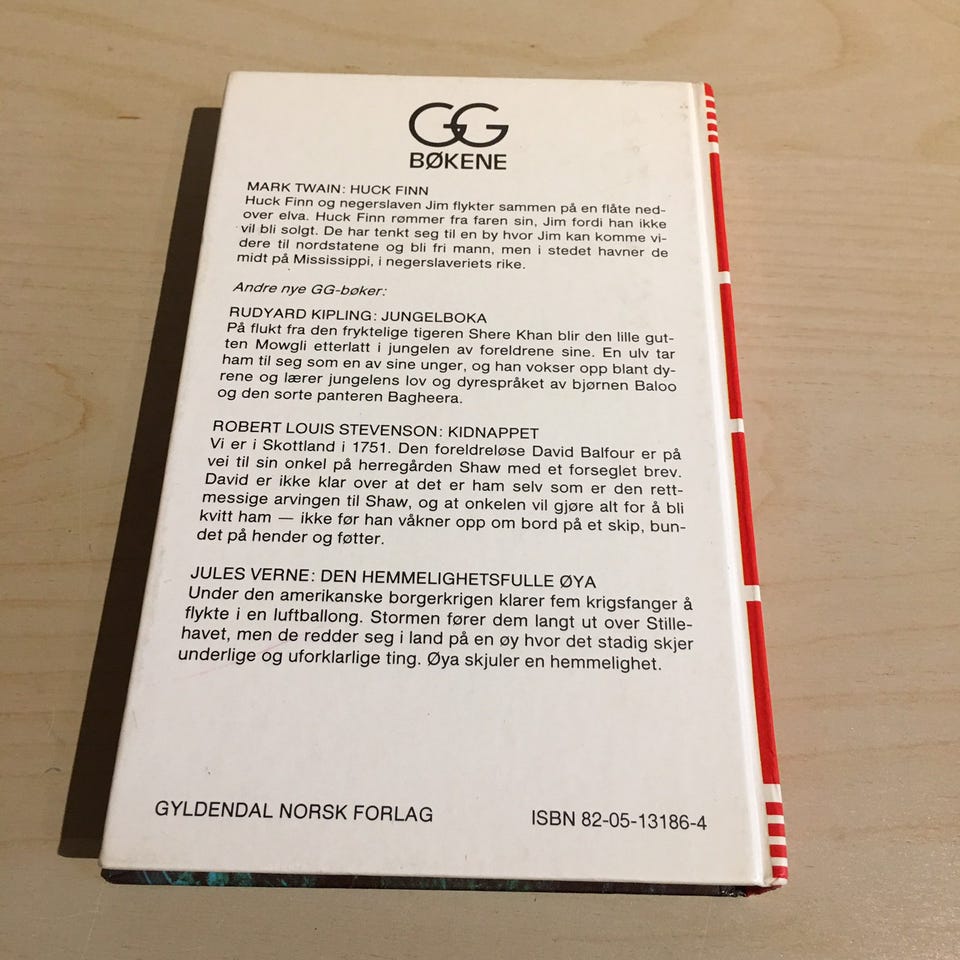 GG
BØKENE
MARK TWAIN: HUCK FINN
Huck Finn og negerslaven Jim flykter sammen på en flåte ned-
over elva. Huck Finn rømmer fra faren sin, Jim fordi han ikke
vil bli solgt. De har tenkt seg til en by hvor Jim kan komme vi-
dere til nordstatene og bli fri mann, men i stedet havner de
midt på Mississippi, i negerslaveriets rike.
Andre nye GG-bøker:
RUDYARD KIPLING: JUNGELBOKA
På flukt fra den fryktelige tigeren Shere Khan blir den lille gut-
ten Mowgli etterlatt i jungelen av foreldrene sine. En ulv tar
ham til seg som en av sine unger, og han vokser opp blant dy-
rene og lærer jungelens lov og dyrespråket av bjørnen Baloo
og den sorte panteren Bagheera.
ROBERT LOUIS STEVENSON: KIDNAPPET
Vi er i Skottland i 1751. Den foreldreløse David Balfour er på
vei til sin onkel på herregården Shaw med et forseglet brev.
David er ikke klar over at det er ham selv som er den rett-
messige arvingen til Shaw, og at onkelen vil gjøre alt for å bli
kvitt ham — ikke før han våkner opp om bord på et skip, bun-
det på hender og føtter.
JULES VERNE: DEN HEMMELIGHETSFULLE ØYA
Under den amerikanske borgerkrigen klarer fem krigsfanger å
flykte i en luftballong. Stormen fører dem langt ut over Stille-
havet, men de redder seg i land på en øy hvor det stadig skjer
underlige og uforklarlige ting. Øya skjuler en hemmelighet.
GYLDENDAL NORSK FORLAG
ISBN 82-05-13186-4